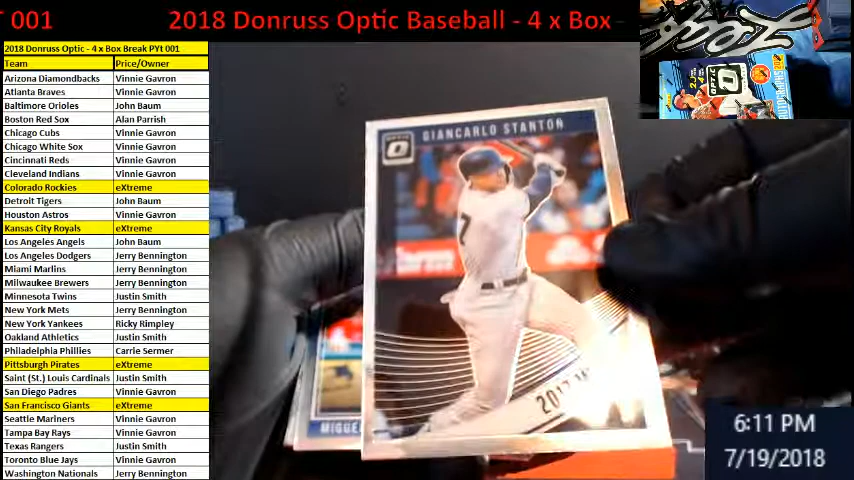 T 001
2018 Donruss Optic Baseball - 4 x Box -
2018 Donruss Optic - 4 x Box Break PYt 001
Team Price/Owner
Arizona Diamondbacks Vinnie Gavron
Atlanta Braves Vinnie Gavron
Baltimore Orioles John Baum
Boston Red Sox Alan Parrish
Chicago Cubs Vinnie Gavron
Chicago White Sox Vinnie Gavron
Cincinnati Reds Vinnie Gavron
Cleveland Indians Vinnie Gavron
Colorado Rockies eXtreme
Detroit Tigers John Baum
Houston Astros Vinnie Gavron
Kansas City Royals eXtreme
Los Angeles Angels John Baum
Los Angeles Dodgers Jerry Bennington
Miami Marlins Jerry Bennington
Milwaukee Brewers Jerry Bennington
Minnesota Twins Justin Smith
New York Mets Jerry Bennington
New York Yankees Ricky Rimpley
Oakland Athletics Justin Smith
Philadelphia Phillies Carrie Sermer
Pittsburgh Pirates eXtreme
Saint (St.) Louis Cardinals Justin Smith
San Diego Padres Vinnie Gavron
San Francisco Giants eXtreme
Seattle Mariners Vinnie Gavron
Tampa Bay Rays Vinnie Gavron
Texas Rangers Justin Smith
Toronto Blue Jays Vinnie Gavron
Washington Nationals Jerry Bennington
OPTIC
GIANCARLO STANTON
7
2017
MIGUEL
Leaf
OPTIC
AUTOGRAPHS
6:11 PM
7/19/2018